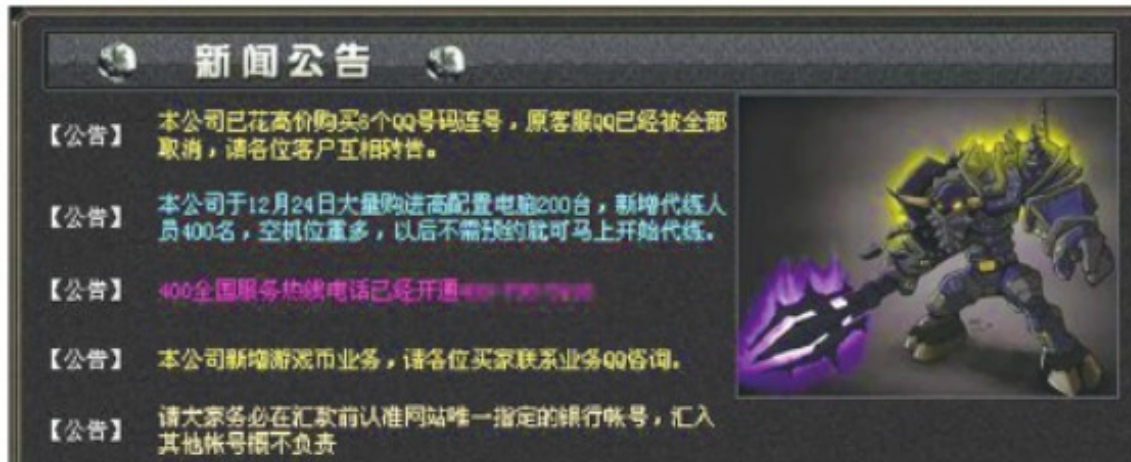 新闻公告
【公告】 本公司已花高价购买6个QQ号码连号，原客服QQ已经被全部
取消，请各位客户互相转告。
【公告】 本公司于12月24日大量购进高配置电脑200台，新增代练人
员400名，空机位置多，以后不需预约就可马上开始代练。
【公告】 400全国服务热线电话已经开通
【公告】 本公司新增游戏币业务，请各位买家联系业务QQ咨询。
【公告】 请大家务必在汇款前认准网站唯一指定的银行帐号，汇入
其他帐号概不负责